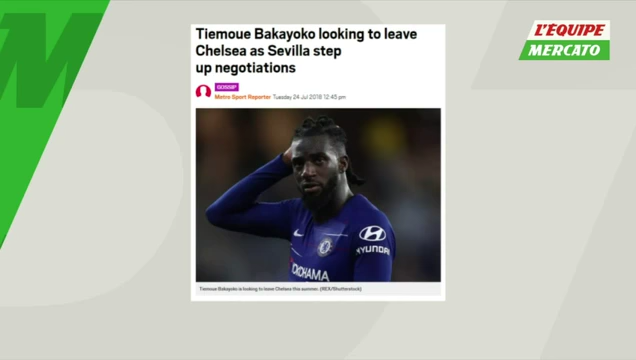 M
L'ÉQUIPE
MERCATO
Tiemoue Bakayoko looking to leave
Chelsea as Sevilla step
up negotiations
GOSSIP
Metro Sport Reporter Tuesday 24 Jul 2018 12:45 pm
HYUNDAI
YOKOHAMA
Tiemoue Bakayoko is looking to leave Chelsea this summer. (REX/Shutterstock)